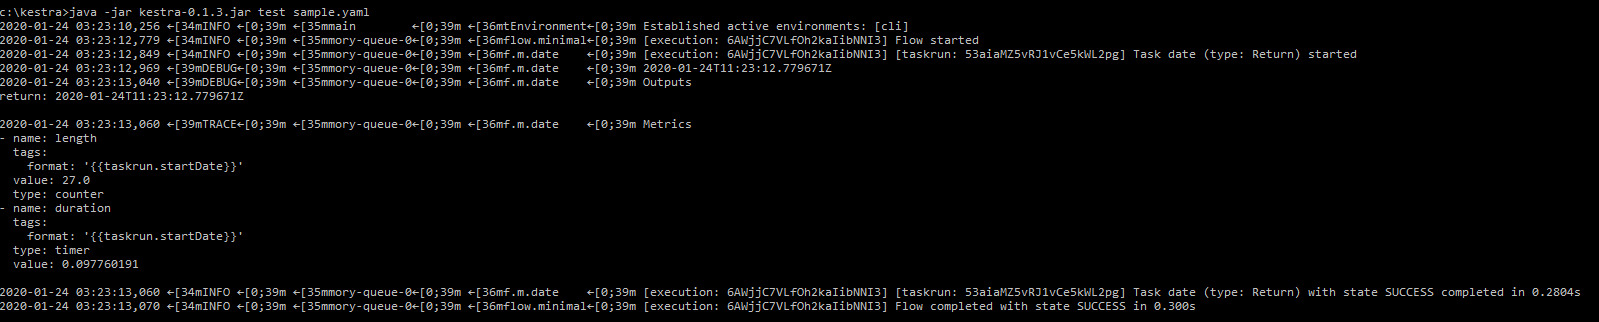 c:\kestra>java -jar kestra-0.1.3.jar test sample.yaml
2020-01-24 03:23:10,256 ←[34mINFO ←[0;39m ←[35mmain        ←[0;39m ←[36mtEnvironment←[0;39m Established active environments: [cli]
2020-01-24 03:23:12,779 ←[34mINFO ←[0;39m ←[35mmory-queue-0←[0;39m ←[36mflow.minimal←[0;39m [execution: 6AWjjC7VLfOh2kaIibNNI3] Flow started
2020-01-24 03:23:12,849 ←[34mINFO ←[0;39m ←[35mmory-queue-0←[0;39m ←[36mf.m.date    ←[0;39m [execution: 6AWjjC7VLfOh2kaIibNNI3] [taskrun: 53aiaMZ5vRJ1vCe5kWL2pg] Task date (type: Return) started
2020-01-24 03:23:12,969 ←[39mDEBUG←[0;39m ←[35mmory-queue-0←[0;39m ←[36mf.m.date    ←[0;39m 2020-01-24T11:23:12.779671Z
2020-01-24 03:23:13,040 ←[39mDEBUG←[0;39m ←[35mmory-queue-0←[0;39m ←[36mf.m.date    ←[0;39m Outputs
return: 2020-01-24T11:23:12.779671Z
2020-01-24 03:23:13,060 ←[39mTRACE←[0;39m ←[35mmory-queue-0←[0;39m ←[36mf.m.date    ←[0;39m Metrics
- name: length
  tags:
    format: '{{taskrun.startDate}}'
  value: 27.0
  type: counter
- name: duration
  tags:
    format: '{{taskrun.startDate}}'
  type: timer
  value: 0.097760191
2020-01-24 03:23:13,060 ←[34mINFO ←[0;39m ←[35mmory-queue-0←[0;39m ←[36mf.m.date    ←[0;39m [execution: 6AWjjC7VLfOh2kaIibNNI3] [taskrun: 53aiaMZ5vRJ1vCe5kWL2pg] Task date (type: Return) with state SUCCESS completed in 0.2804s
2020-01-24 03:23:13,070 ←[34mINFO ←[0;39m ←[35mmory-queue-0←[0;39m ←[36mflow.minimal←[0;39m [execution: 6AWjjC7VLfOh2kaIibNNI3] Flow completed with state SUCCESS in 0.300s